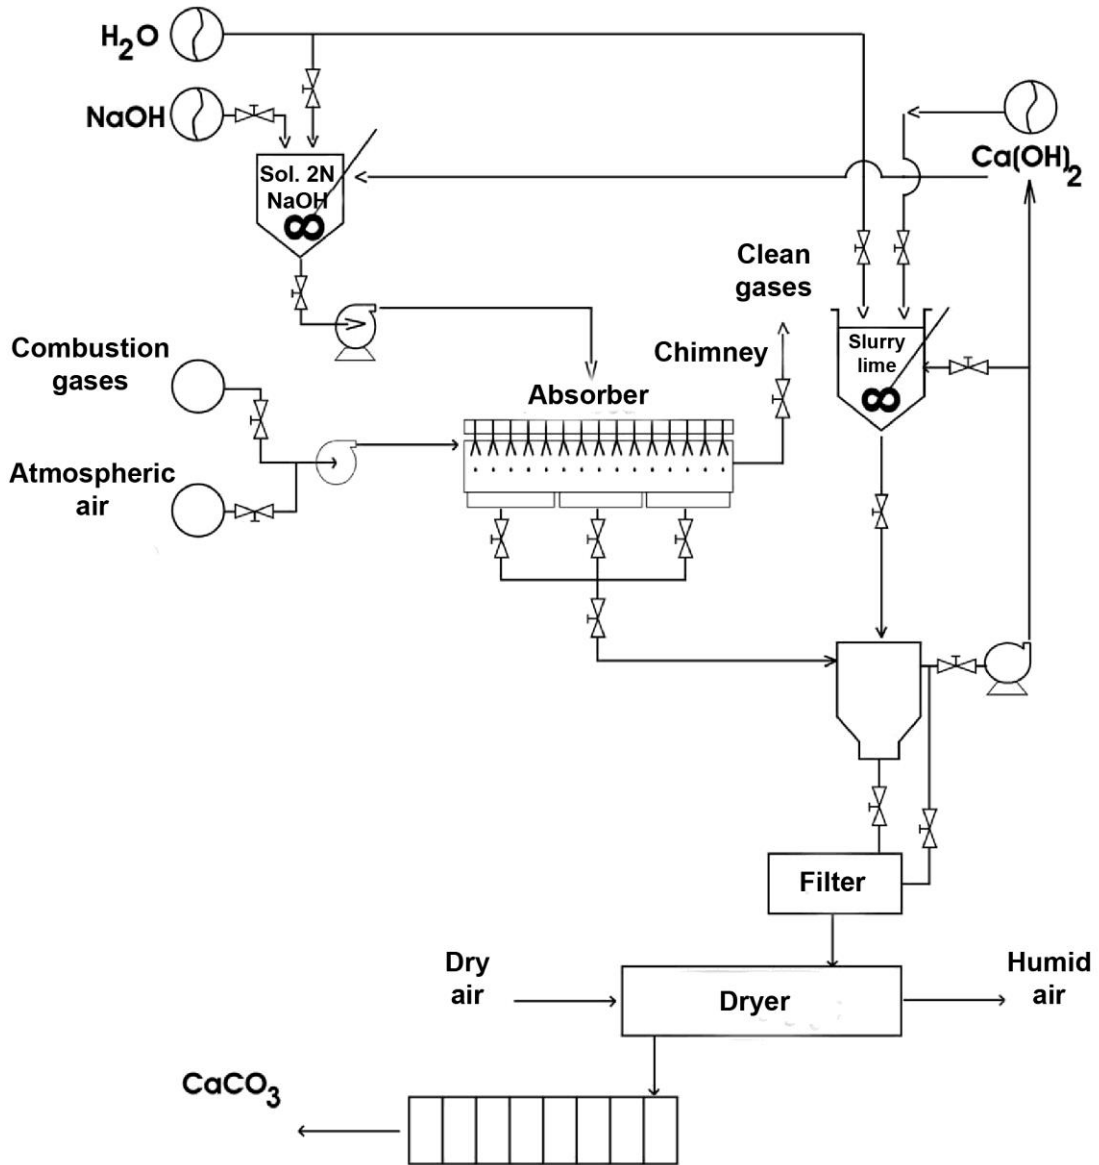 H₂O
NaOH
Ca(OH)₂
Sol. 2N
NaOH
Clean
gases
Chimney
Slurry
lime
Combustion
gases
Absorber
Atmospheric
air
Filter
Dry
air
Dryer
Humid
air
CaCO₃